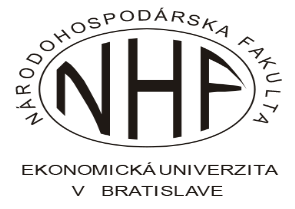 NÁRODOHOSPODÁRSKA FAKULTA
NHF
EKONOMICKÁ UNIVERZITA
V BRATISLAVE